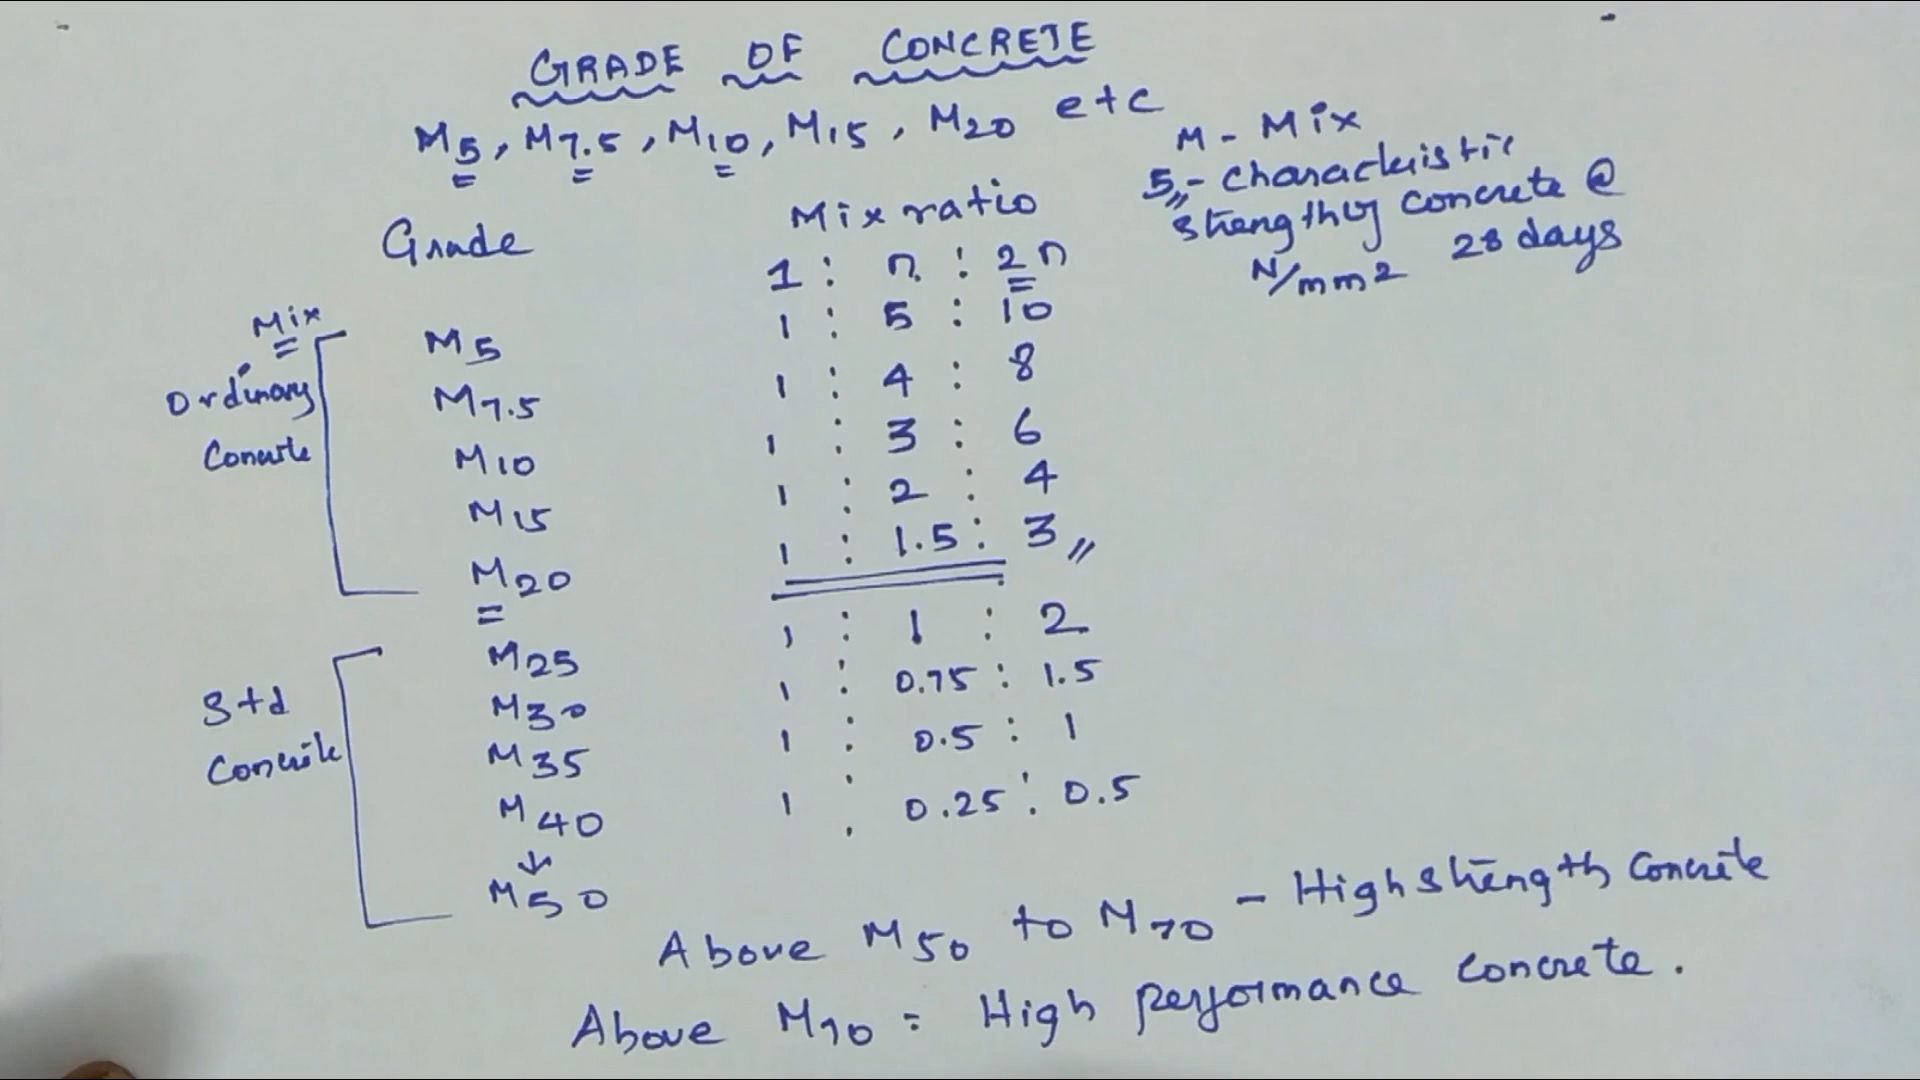 GRADE OF CONCRETE
M5, M7.5, M10, M15, M20 etc
M - Mix
5 - Characteristic
strength of concrete @
N/mm2 28 days
Grade Mix ratio
1 : n : 2n
Mix
Ordinary
Concrete
M5 1 : 5 : 10
M7.5 1 : 4 : 8
M10 1 : 3 : 6
M15 1 : 2 : 4
M20 1 : 1.5 : 3
Std
Concrete
M25 1 : 1 : 2
M30 1 : 0.75 : 1.5
M35 1 : 0.5 : 1
M40 1 : 0.25 : 0.5
↓
M50
Above M50 to M70 - High strength Concrete
Above M70 = High performance concrete.